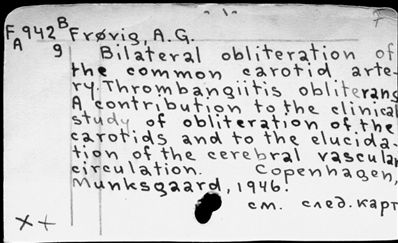 F 942 B Frøvig, A.G.
A 9 Bilateral obliteration of
the common carotid arte-
ry. Thrombangiitis obliterans
A contribution to the clinical
study of obliteration of the
carotids and to the elucida-
tion of the cerebral vascular
circulation. Copenhagen,
Munksgaard, 1946.
см. след. карт
x+